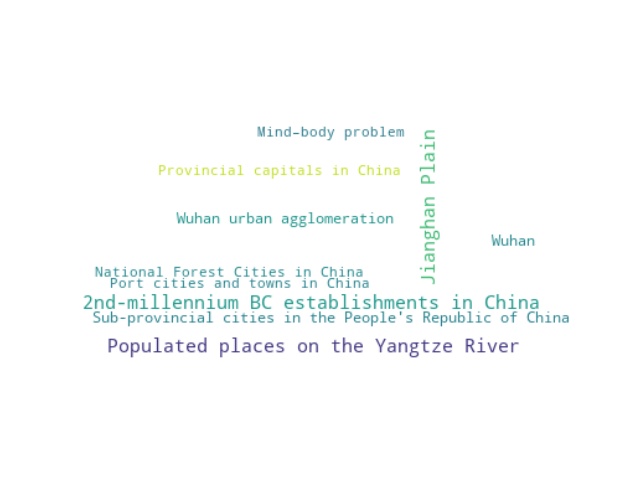 Mind-body problem
Provincial capitals in China
Jianghan Plain
Wuhan urban agglomeration
Wuhan
National Forest Cities in China
Port cities and towns in China
2nd-millennium BC establishments in China
Sub-provincial cities in the People's Republic of China
Populated places on the Yangtze River